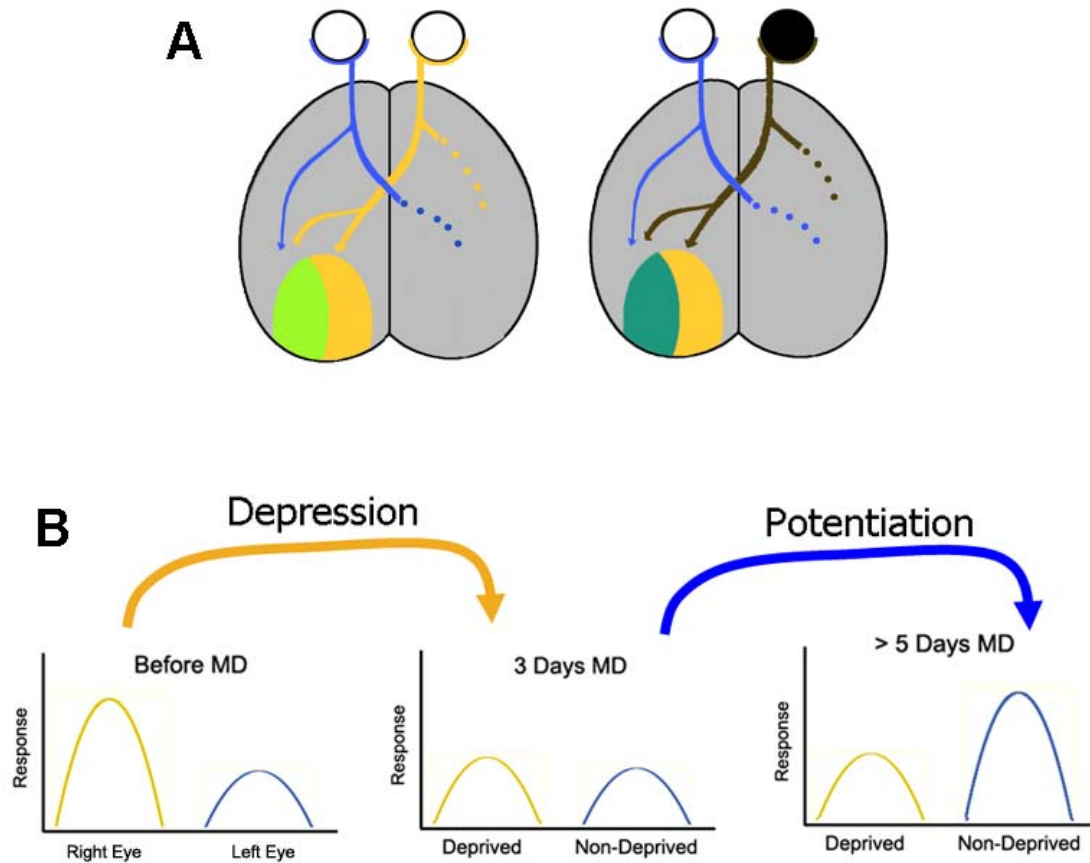 A
B
Depression
Potentiation
Before MD
3 Days MD
> 5 Days MD
Response
Response
Response
Right Eye
Left Eye
Deprived
Non-Deprived
Deprived
Non-Deprived